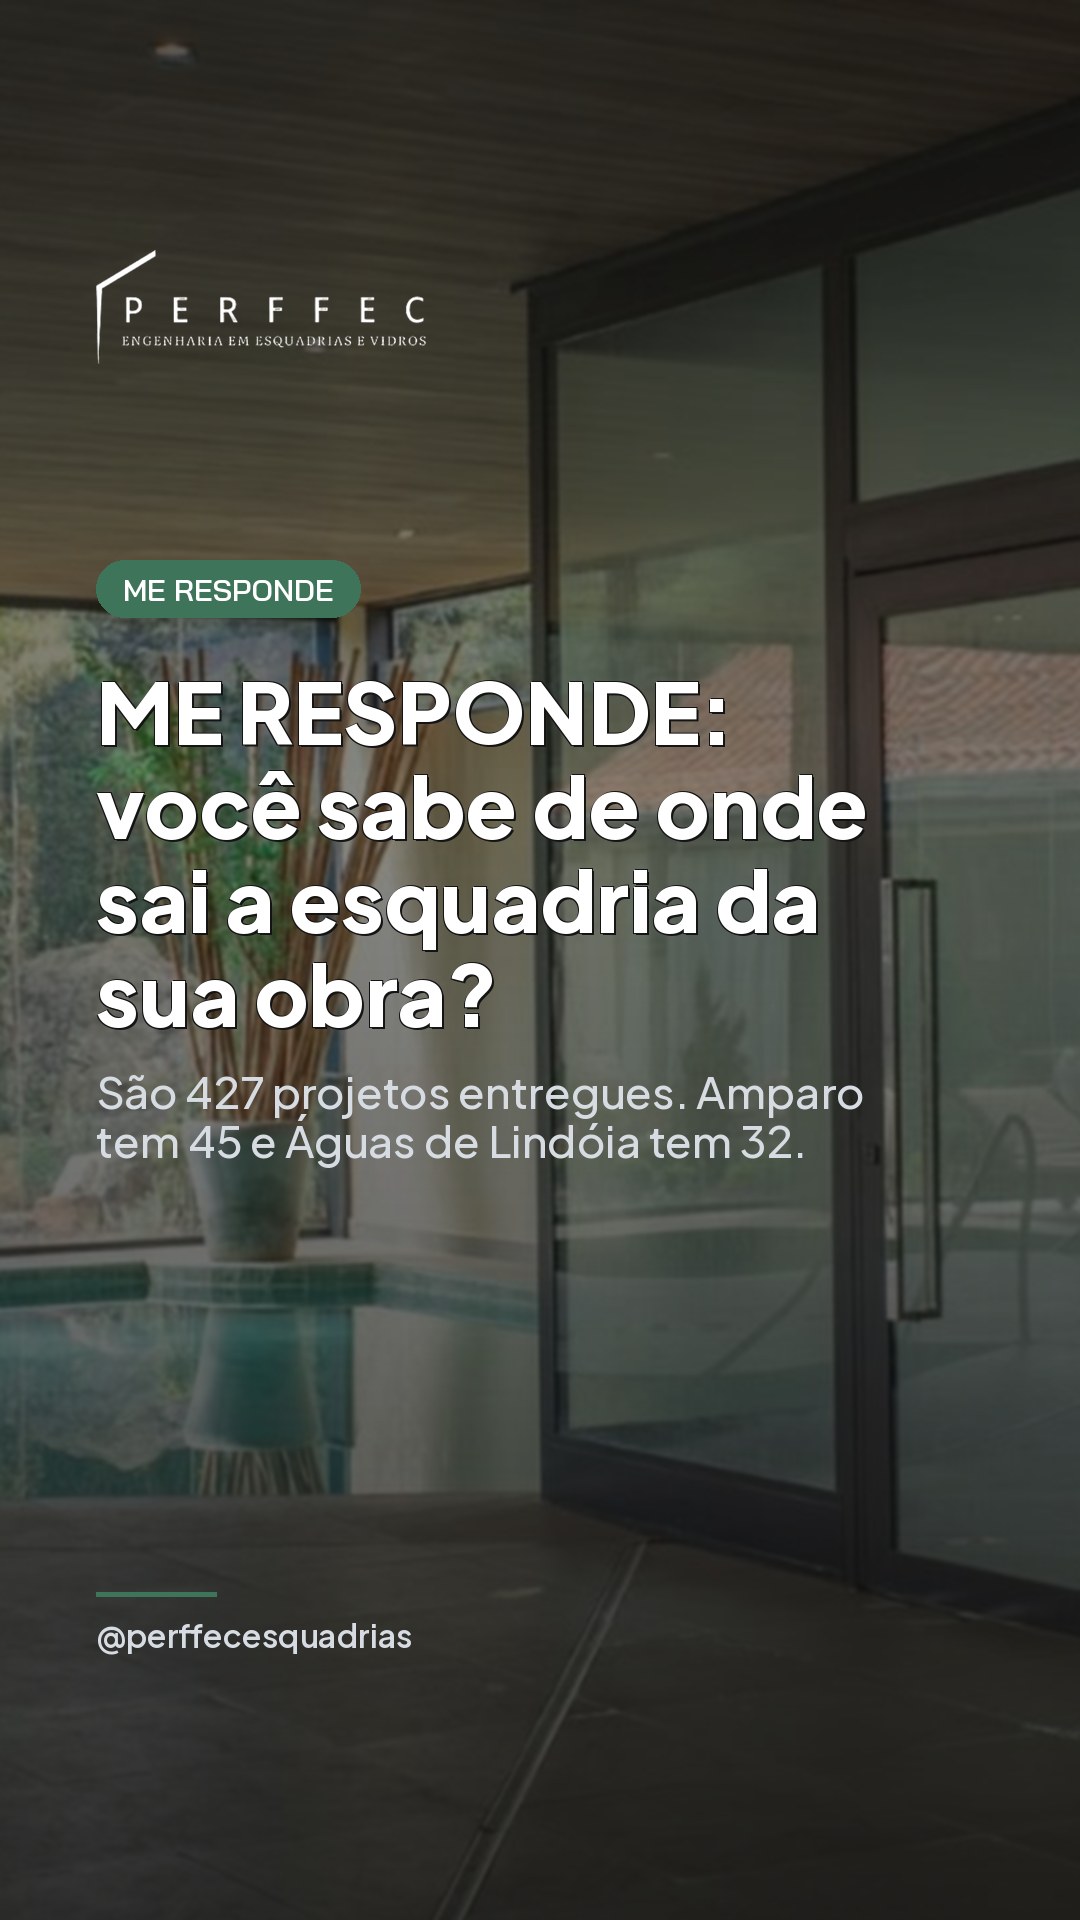 PERFFEC
ENGENHARIA EM ESQUADRIAS E VIDROS
ME RESPONDE
ME RESPONDE:
você sabe de onde
sai a esquadria da
sua obra?
São 427 projetos entregues. Amparo
tem 45 e Águas de Lindóia tem 32.
@perffecesquadrias